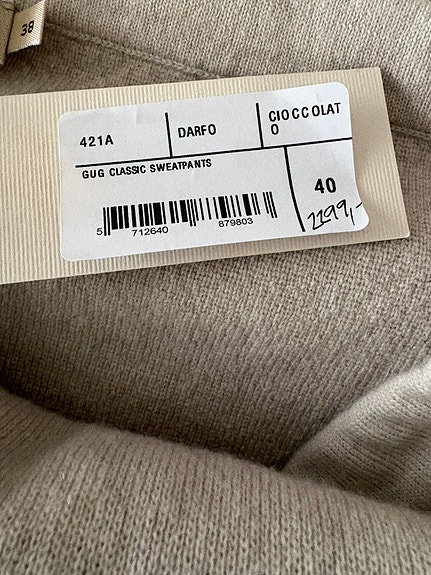 38
421A
DARFO
CIOCCOLAT
O
GUG CLASSIC SWEATPANTS
40
2299,-
5 712640 879803